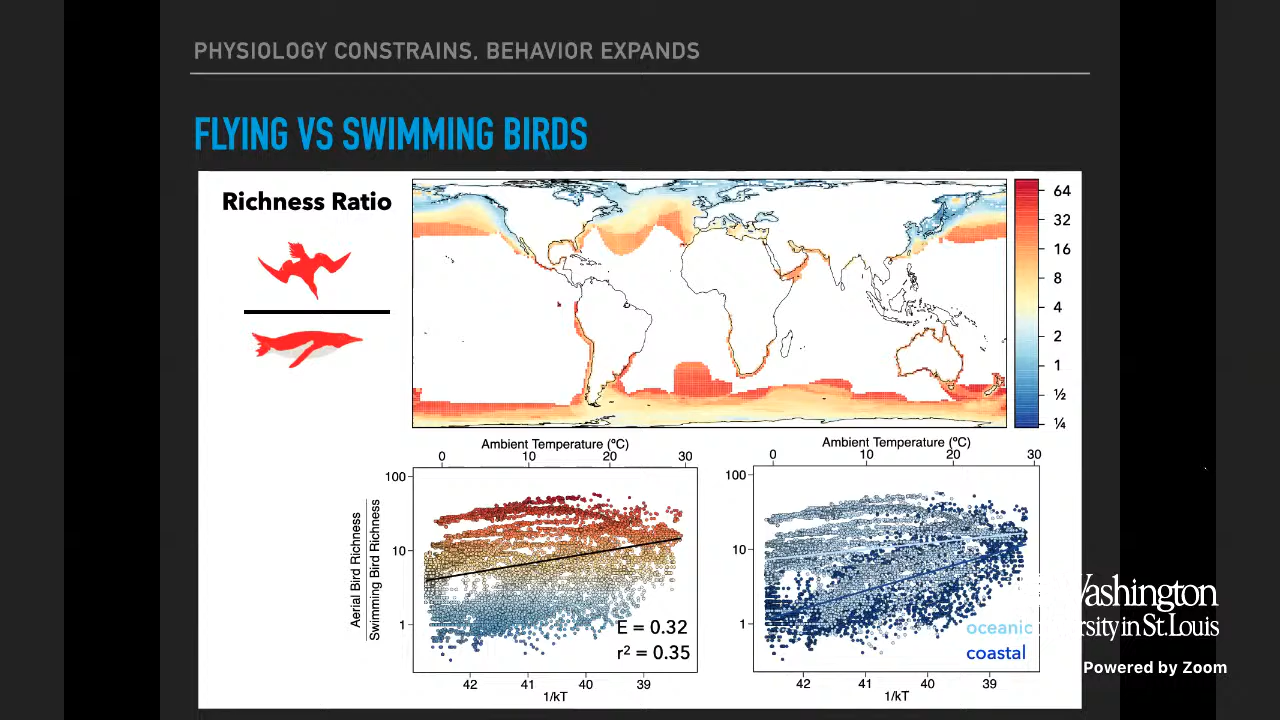 PHYSIOLOGY CONSTRAINS, BEHAVIOR EXPANDS
FLYING VS SWIMMING BIRDS
Richness Ratio
64
32
16
8
4
2
1
½
¼
Ambient Temperature (ºC)
0 10 20 30
100
10
1
Aerial Bird Richness
Swimming Bird Richness
E = 0.32
r² = 0.35
42 41 40 39
1/kT
Ambient Temperature (ºC)
0 10 20 30
100
10
1
oceanic
coastal
42 41 40 39
1/kT
Washington
in St. Louis
Powered by Zoom